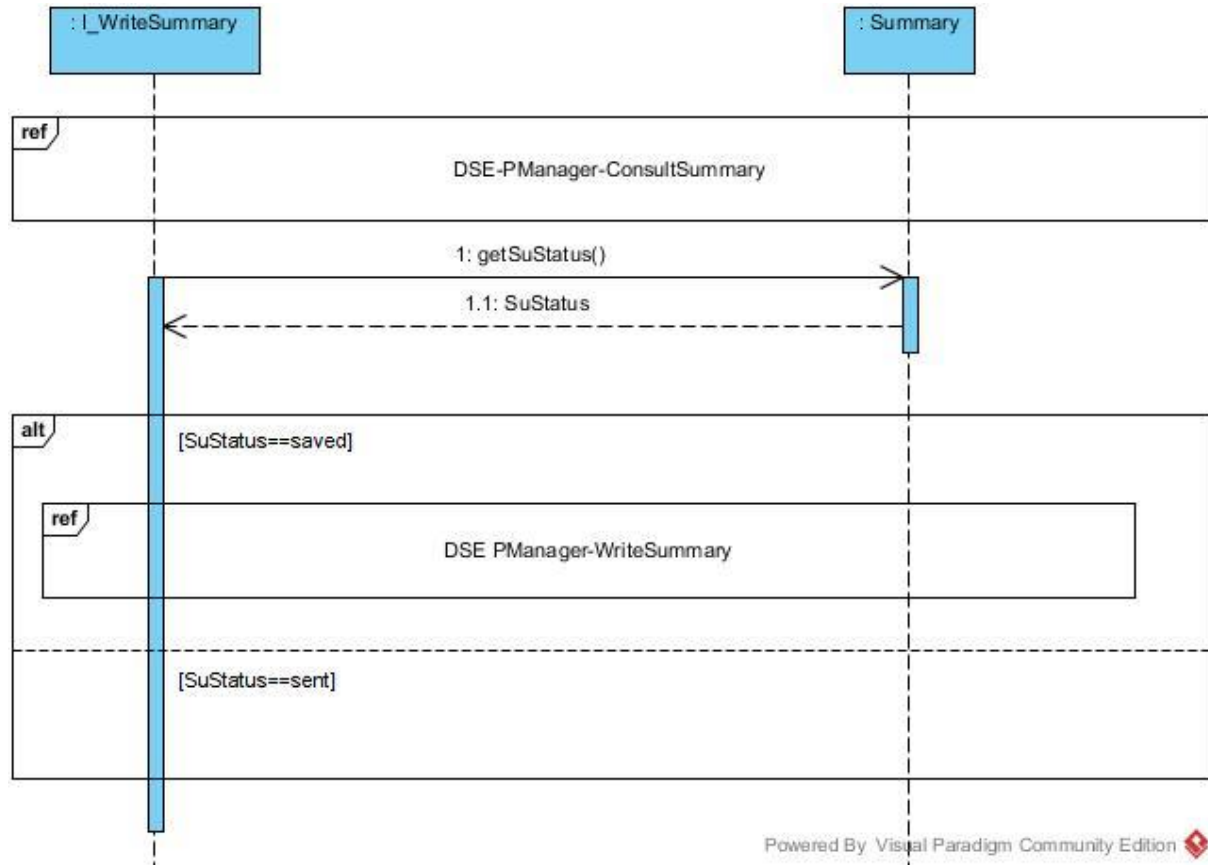 : I_WriteSummary
: Summary
ref
DSE-PManager-ConsultSummary
1: getSuStatus()
1.1: SuStatus
alt
[SuStatus==saved]
ref
DSE PManager-WriteSummary
[SuStatus==sent]
Powered By Visual Paradigm Community Edition